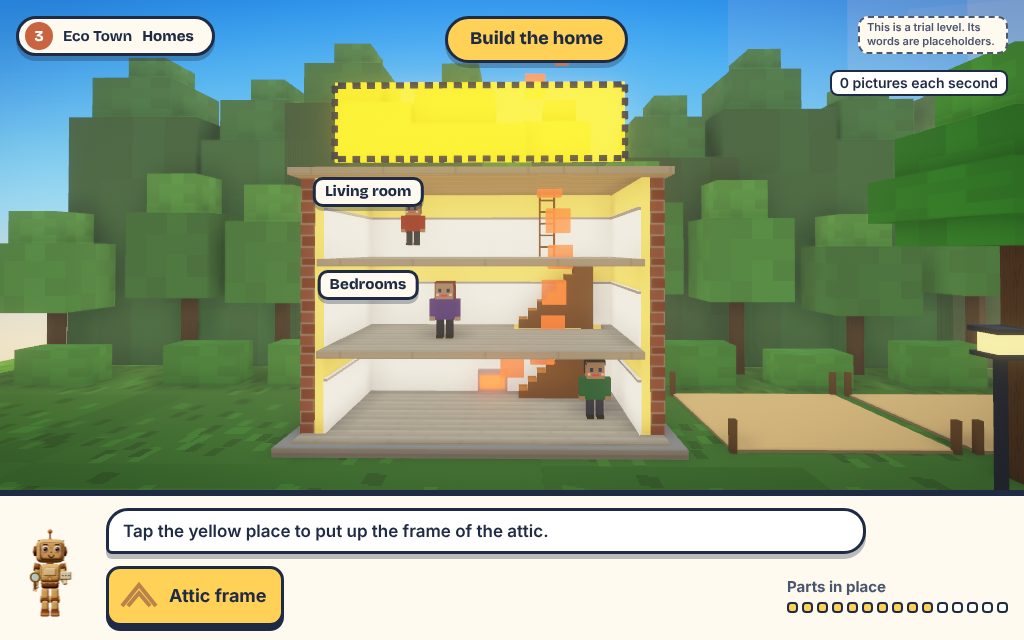 3 Eco Town Homes
Build the home
This is a trial level. Its
words are placeholders.
0 pictures each second
Living room
Bedrooms
Tap the yellow place to put up the frame of the attic.
Attic frame
Parts in place